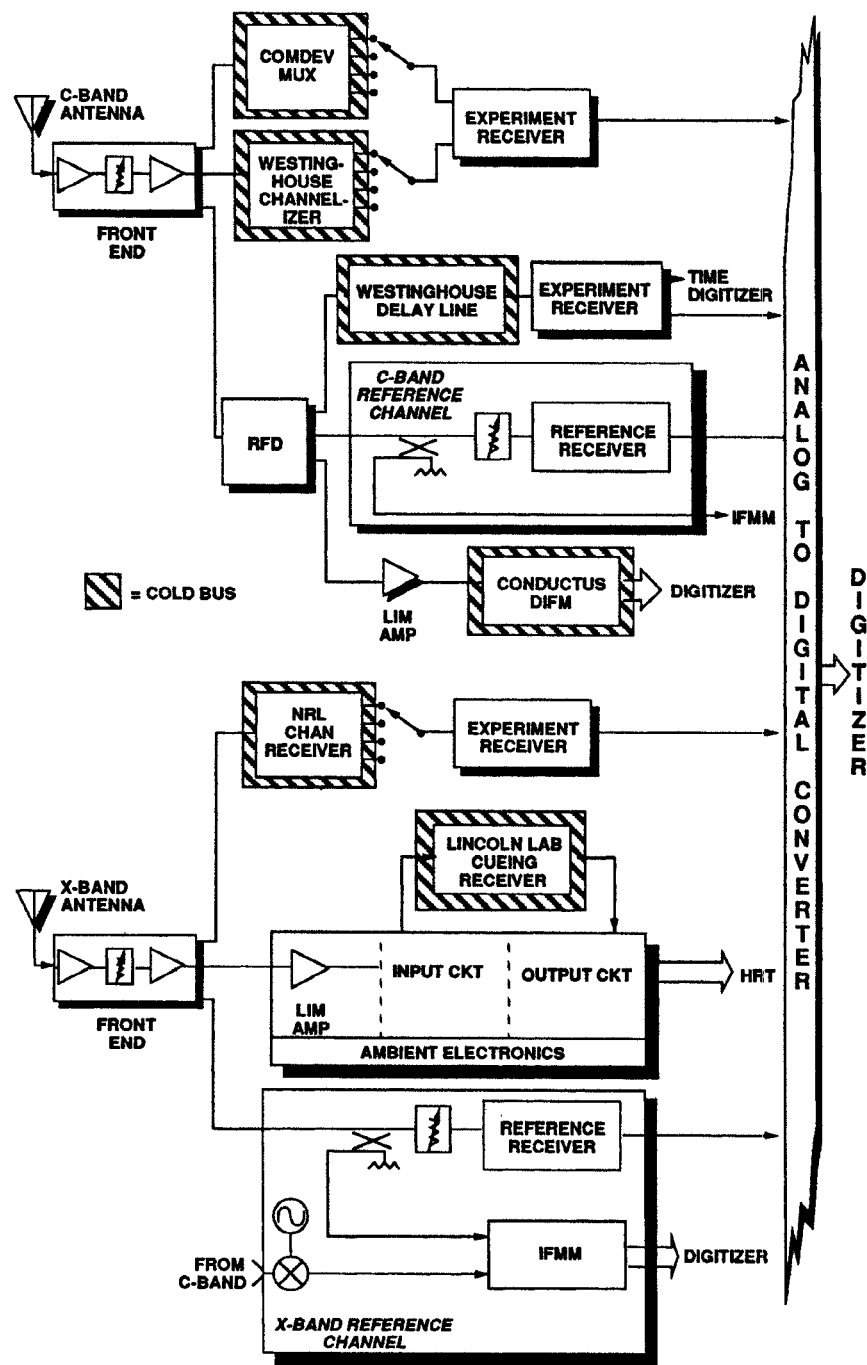 COMDEV
MUX
C-BAND
ANTENNA
EXPERIMENT
RECEIVER
WESTING-
HOUSE
CHANNEL-
IZER
FRONT
END
WESTINGHOUSE
DELAY LINE
EXPERIMENT
RECEIVER
TIME
DIGITIZER
C-BAND
REFERENCE
CHANNEL
RFD
REFERENCE
RECEIVER
IFMM
= COLD BUS
LIM
AMP
CONDUCTUS
DIFM
DIGITIZER
ANALOG TO DIGITAL CONVERTER
DIGITIZER
NRL
CHAN
RECEIVER
EXPERIMENT
RECEIVER
LINCOLN LAB
CUEING
RECEIVER
X-BAND
ANTENNA
FRONT
END
LIM
AMP
INPUT CKT
OUTPUT CKT
HRT
AMBIENT ELECTRONICS
REFERENCE
RECEIVER
FROM
C-BAND
IFMM
DIGITIZER
X-BAND REFERENCE
CHANNEL